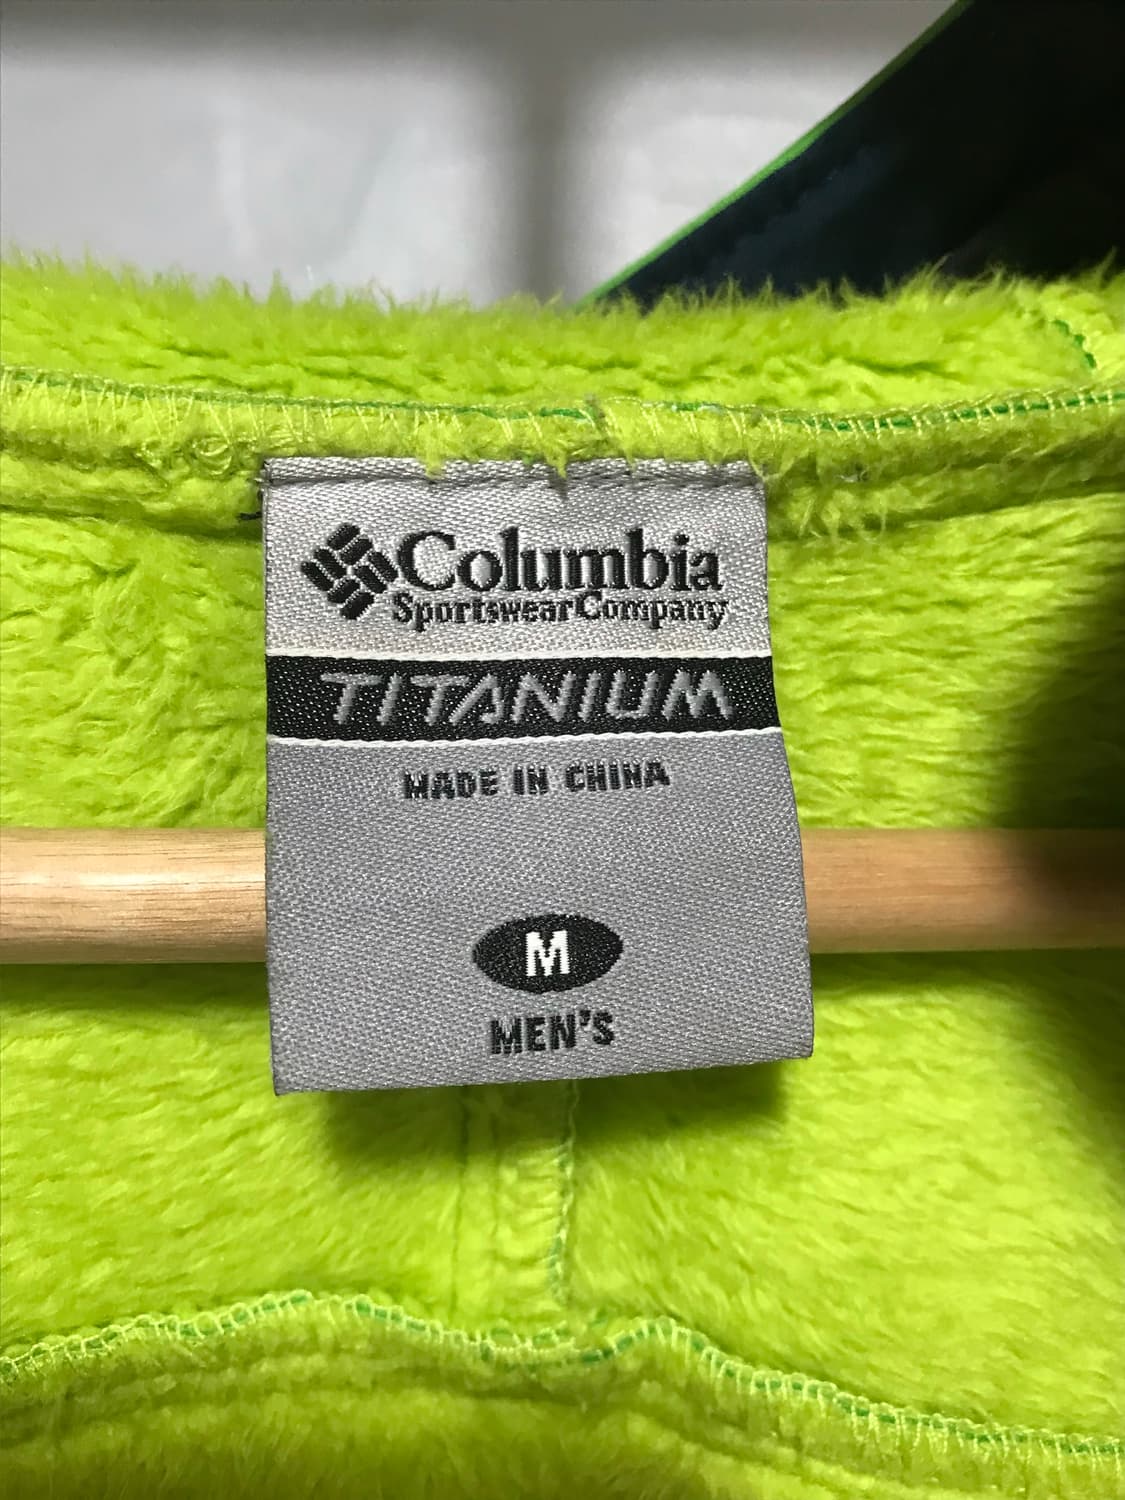 Columbia
Sportswear Company
TITANIUM
MADE IN CHINA
M
MEN'S